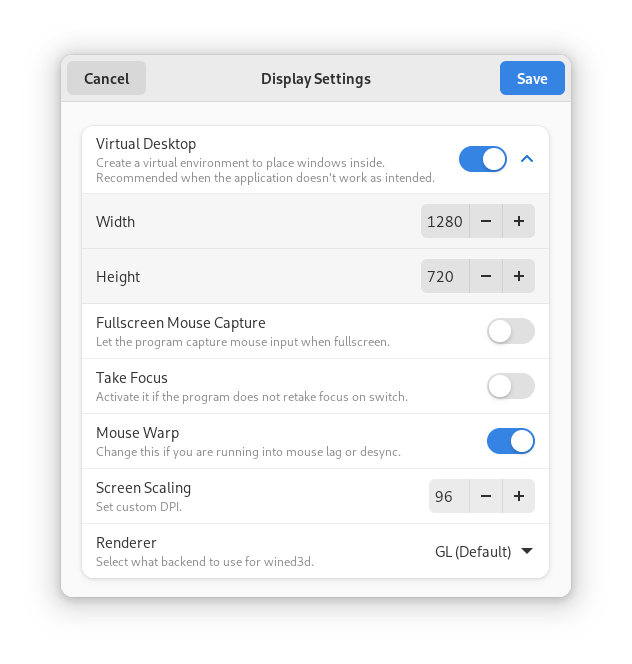 Cancel Display Settings Save
Virtual Desktop
Create a virtual environment to place windows inside.
Recommended when the application doesn't work as intended.
Width 1280 − +
Height 720 − +
Fullscreen Mouse Capture
Let the program capture mouse input when fullscreen.
Take Focus
Activate it if the program does not retake focus on switch.
Mouse Warp
Change this if you are running into mouse lag or desync.
Screen Scaling
Set custom DPI.
96 − +
Renderer
Select what backend to use for wined3d.
GL (Default)